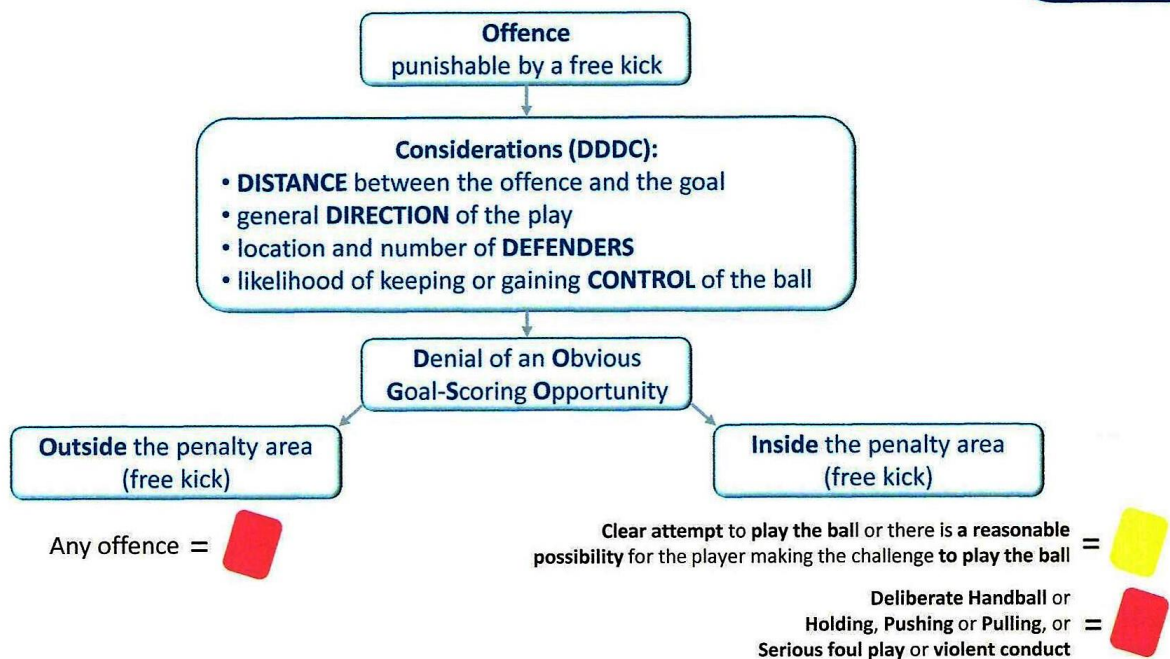 Offence
punishable by a free kick
Considerations (DDDC):
• DISTANCE between the offence and the goal
• general DIRECTION of the play
• location and number of DEFENDERS
• likelihood of keeping or gaining CONTROL of the ball
Denial of an Obvious
Goal-Scoring Opportunity
Outside the penalty area
(free kick)
Any offence =
Inside the penalty area
(free kick)
Clear attempt to play the ball or there is a reasonable
possibility for the player making the challenge to play the ball =
Deliberate Handball or
Holding, Pushing or Pulling, or =
Serious foul play or violent conduct